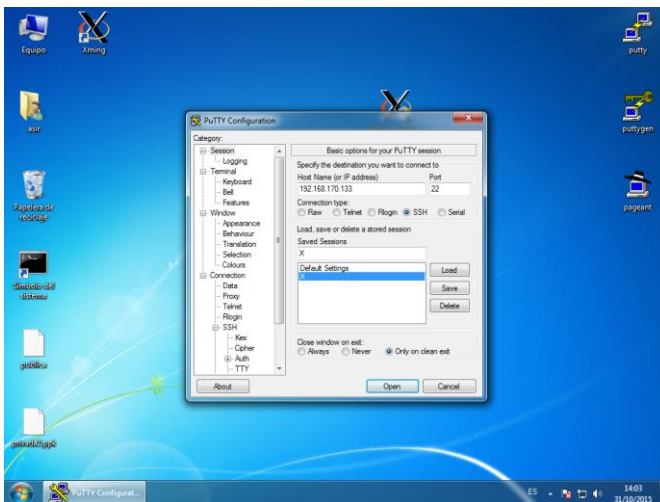 Equipo
Xming
putty
asir
puttygen
Papelera de
reciclaje
pageant
Símbolo del
sistema
publica
privada7.ppk
PuTTY Configuration
Category:
Session
Logging
Terminal
Keyboard
Bell
Features
Window
Appearance
Behaviour
Translation
Selection
Colours
Connection
Data
Proxy
Telnet
Rlogin
SSH
Kex
Cipher
Auth
TTY
Basic options for your PuTTY session
Specify the destination you want to connect to
Host Name (or IP address) Port
192.168.170.133 22
Connection type:
Raw Telnet Rlogin SSH Serial
Load, save or delete a stored session
Saved Sessions
X
Default Settings
X
Load
Save
Delete
Close window on exit:
Always Never Only on clean exit
About Open Cancel
PuTTY Configurat...
ES
14:03
31/10/2015